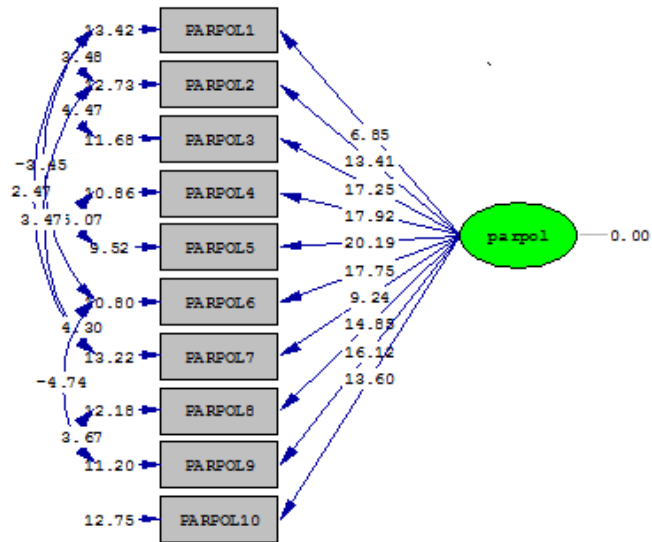 13.42 PARPOL1
3.48
12.73 PARPOL2
4.47
11.68 PARPOL3
-3.45
2.47
10.86 PARPOL4
3.47
6.07
9.52 PARPOL5
10.80 PARPOL6
4.30
13.22 PARPOL7
-4.74
12.18 PARPOL8
3.67
11.20 PARPOL9
12.75 PARPOL10
6.85
13.41
17.25
17.92
20.19
17.75
9.24
14.85
16.12
13.60
parpol 0.00